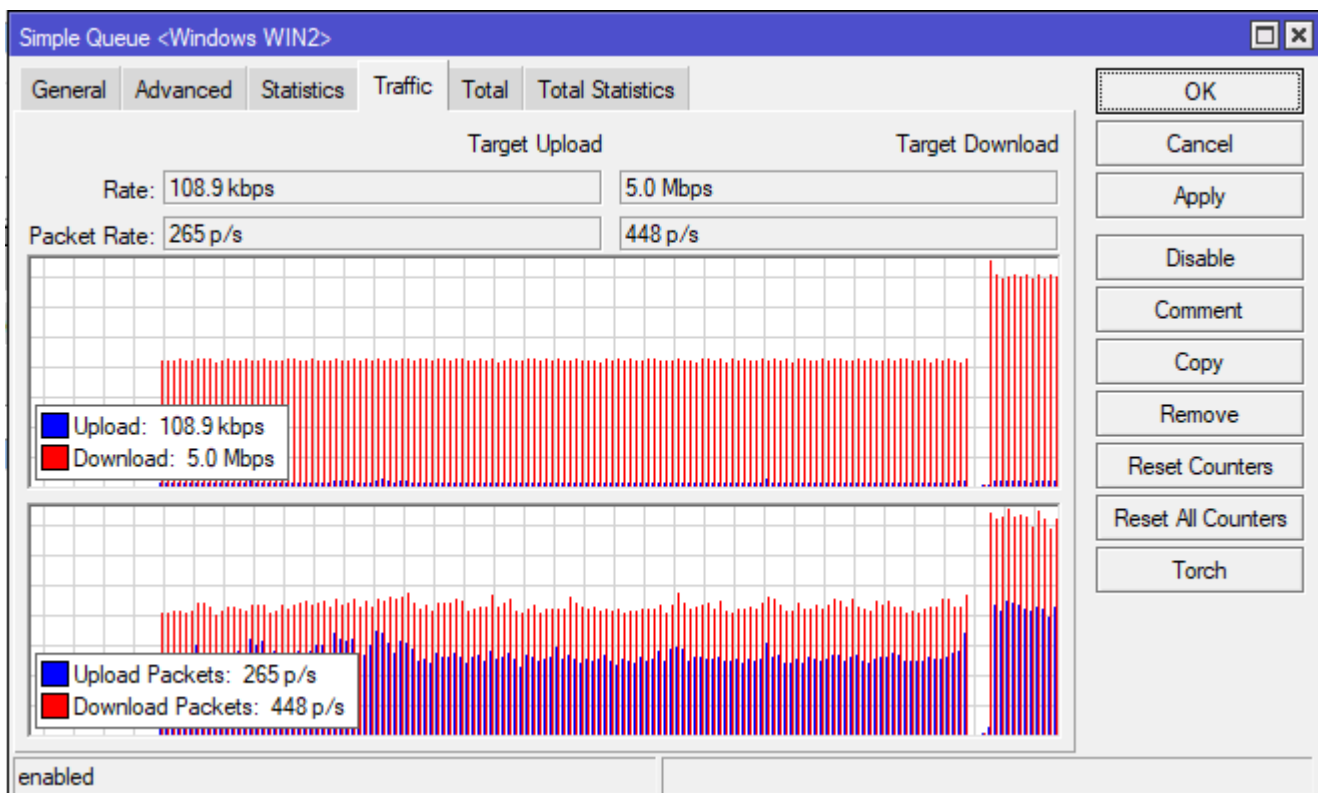 Simple Queue <Windows WIN2>
General Advanced Statistics Traffic Total Total Statistics
Target Upload Target Download
Rate: 108.9 kbps 5.0 Mbps
Packet Rate: 265 p/s 448 p/s
Upload: 108.9 kbps
Download: 5.0 Mbps
Upload Packets: 265 p/s
Download Packets: 448 p/s
OK
Cancel
Apply
Disable
Comment
Copy
Remove
Reset Counters
Reset All Counters
Torch
enabled